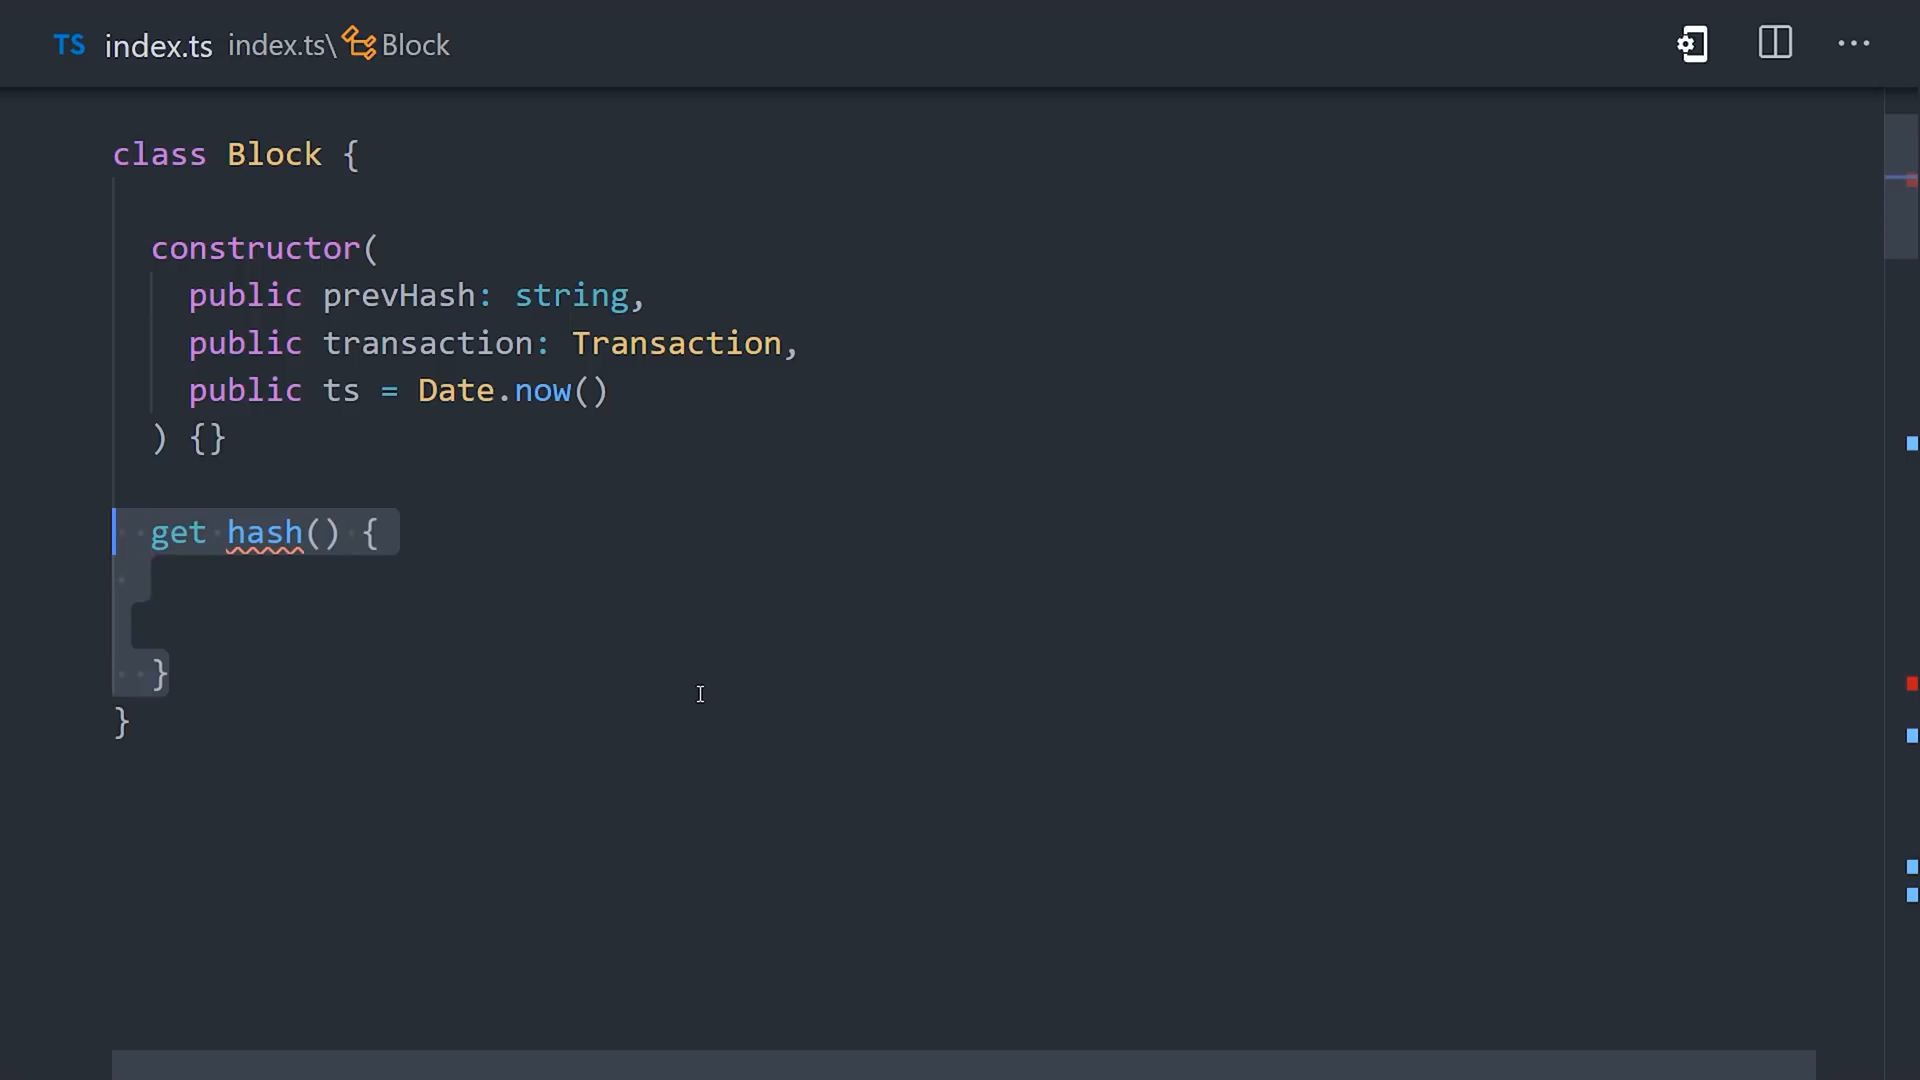 TS index.ts index.ts\ Block
class Block {
constructor(
public prevHash: string,
public transaction: Transaction,
public ts = Date.now()
) {}
get hash() {
}
}